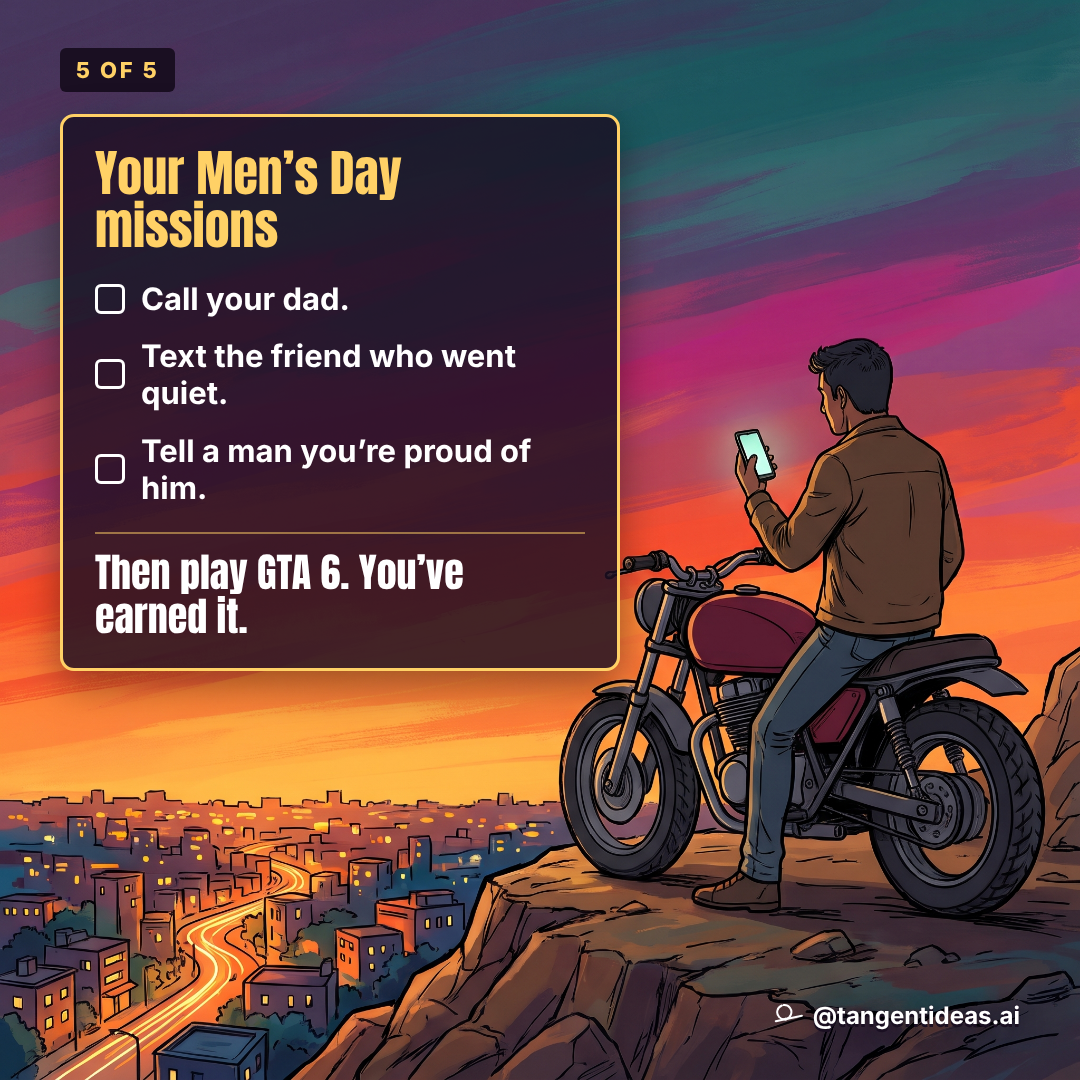 5 OF 5
Your Men’s Day
missions
Call your dad.
Text the friend who went
quiet.
Tell a man you’re proud of
him.
Then play GTA 6. You’ve
earned it.
@tangentideas.ai